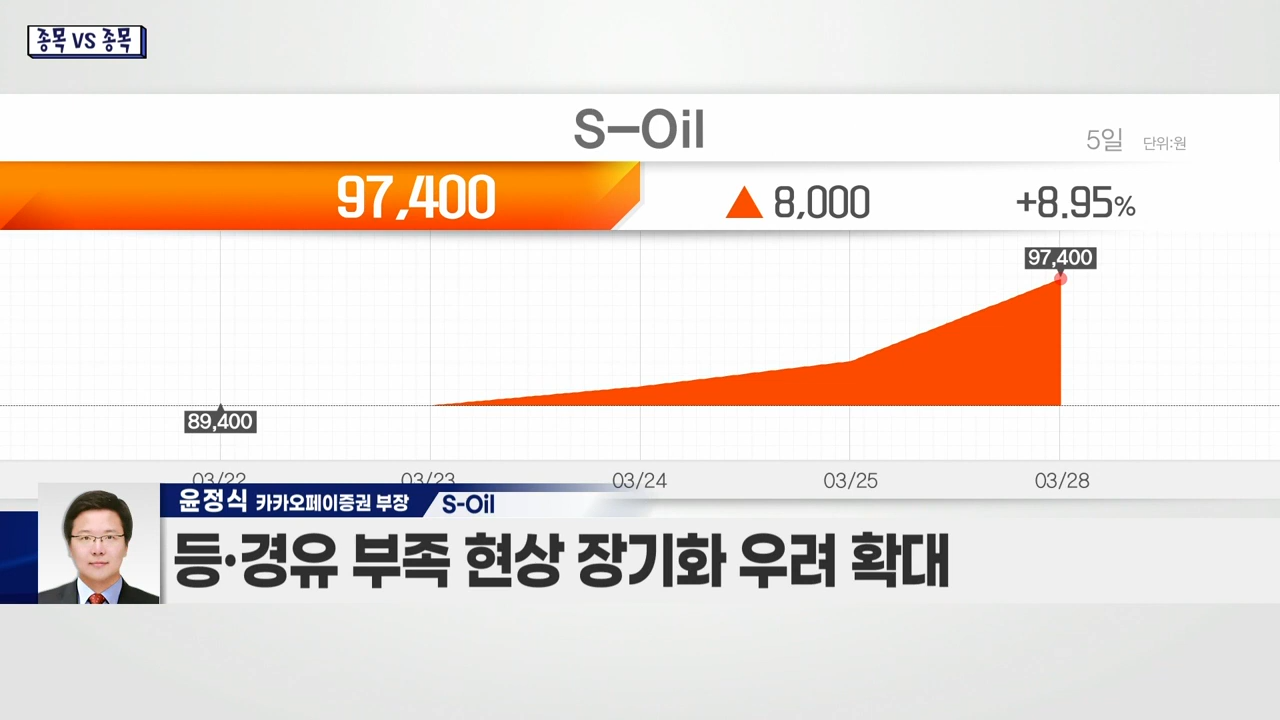 종목 VS 종목
S-Oil
5일 단위:원
97,400 ▲ 8,000 +8.95%
97,400
89,400
03/22 03/23 03/24 03/25 03/28
윤정식 카카오페이증권 부장 S-Oil
등·경유 부족 현상 장기화 우려 확대